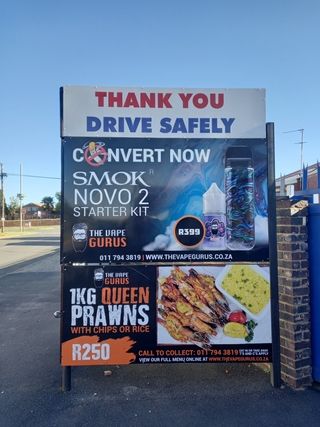 THANK YOU
DRIVE SAFELY
CONVERT NOW
SMOK R
NOVO 2
STARTER KIT
THE VAPE
GURUS
R399
011 794 3819 | WWW.THEVAPEGURUS.CO.ZA
THE VAPE
GURUS
1KG QUEEN
PRAWNS
WITH CHIPS OR RICE
R250
CALL TO COLLECT: 011 794 3819
VIEW OUR FULL MENU ONLINE AT WWW.THEVAPEGURUS.CO.ZA